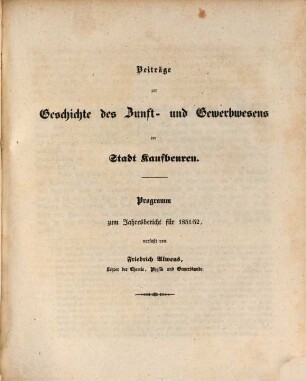 Beiträge
zur
Geschichte des Zunft- und Gewerbwesens
der
Stadt Kaufbeuren.
Programm
zum Jahresbericht für 1851/52,
verfaßt von
Friedrich Alwens,
Lehrer der Chemie, Physik und Gewerbkunde.